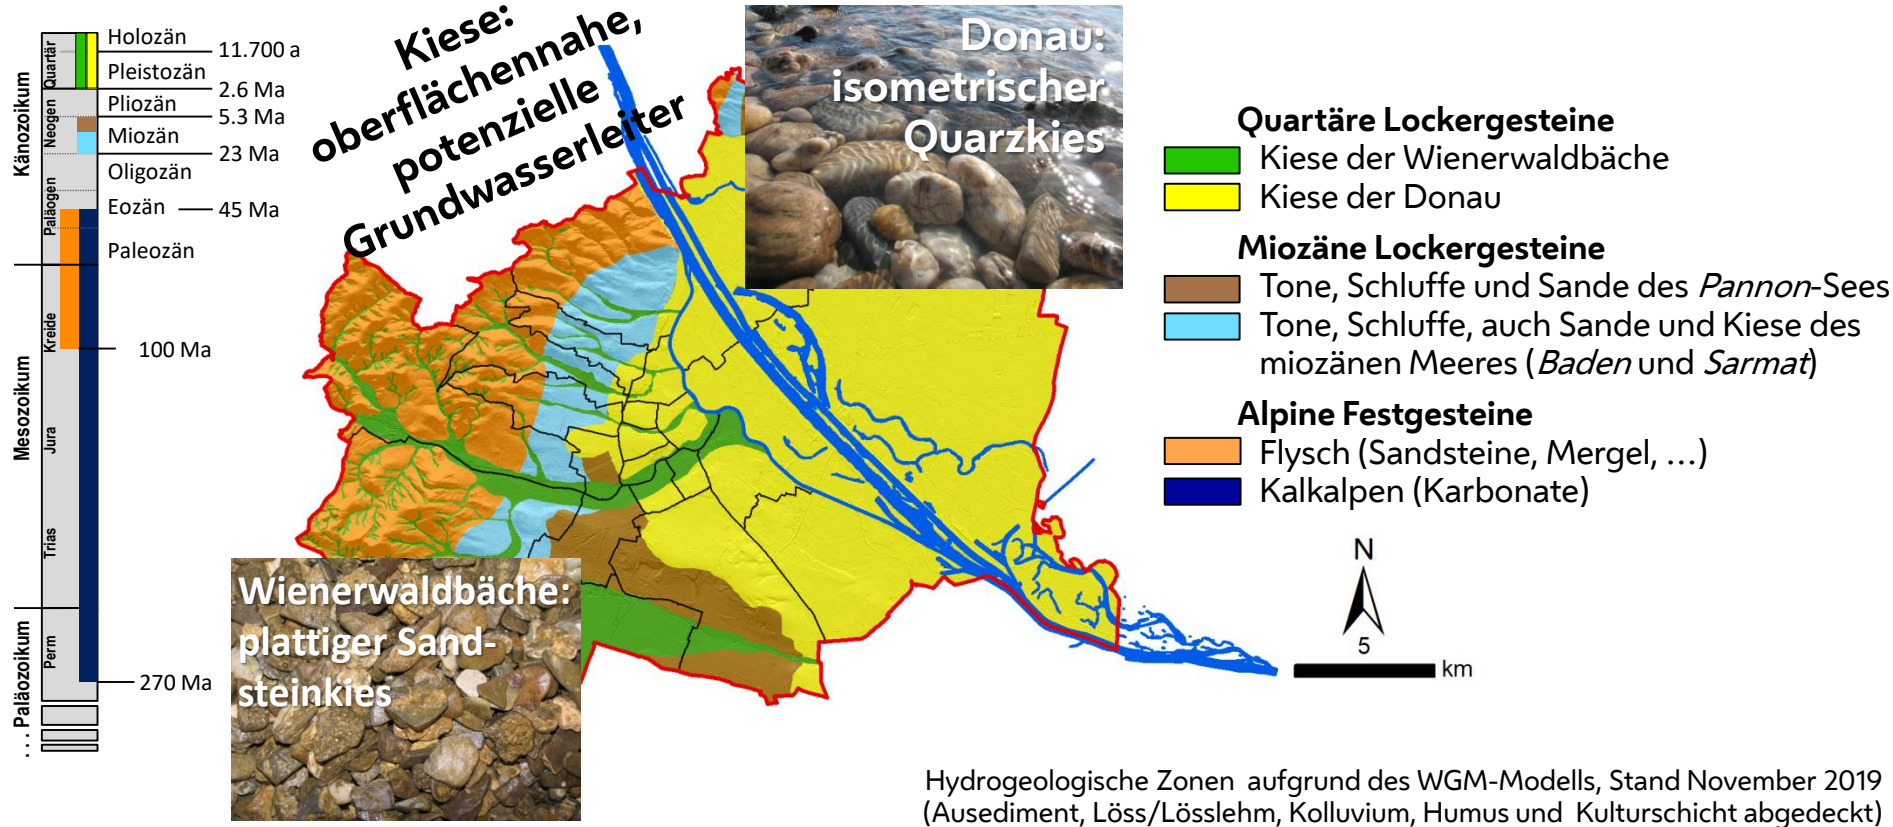 Känozoikum
Mesozoikum
Paläozoikum
. . .
Quartär
Neogen
Paläogen
Kreide
Jura
Trias
Perm
Holozän
11.700 a
Pleistozän
2.6 Ma
Pliozän
5.3 Ma
Miozän
23 Ma
Oligozän
Eozän
45 Ma
Paleozän
100 Ma
270 Ma
Kiese:
oberflächennahe,
potenzielle
Grundwasserleiter
Donau:
isometrischer
Quarzkies
Wienerwaldbäche:
plattiger Sand-
steinkies
Quartäre Lockergesteine
Kiese der Wienerwaldbäche
Kiese der Donau
Miozäne Lockergesteine
Tone, Schluffe und Sande des Pannon-Sees
Tone, Schluffe, auch Sande und Kiese des
miozänen Meeres (Baden und Sarmat)
Alpine Festgesteine
Flysch (Sandsteine, Mergel, ...)
Kalkalpen (Karbonate)
N
5
km
Hydrogeologische Zonen aufgrund des WGM-Modells, Stand November 2019
(Ausediment, Löss/Lösslehm, Kolluvium, Humus und Kulturschicht abgedeckt)